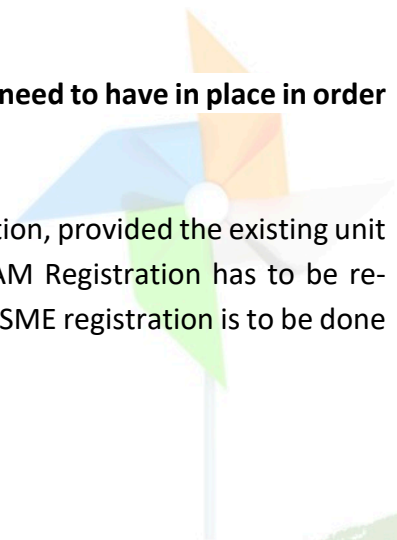 need to have in place in order
tion, provided the existing unit
AM Registration has to be re-
SME registration is to be done